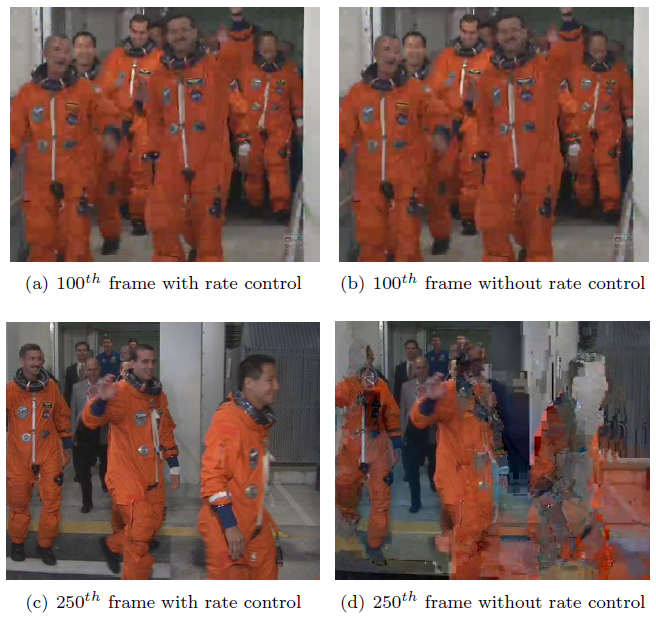 (a) 100th frame with rate control
(b) 100th frame without rate control
(c) 250th frame with rate control
(d) 250th frame without rate control